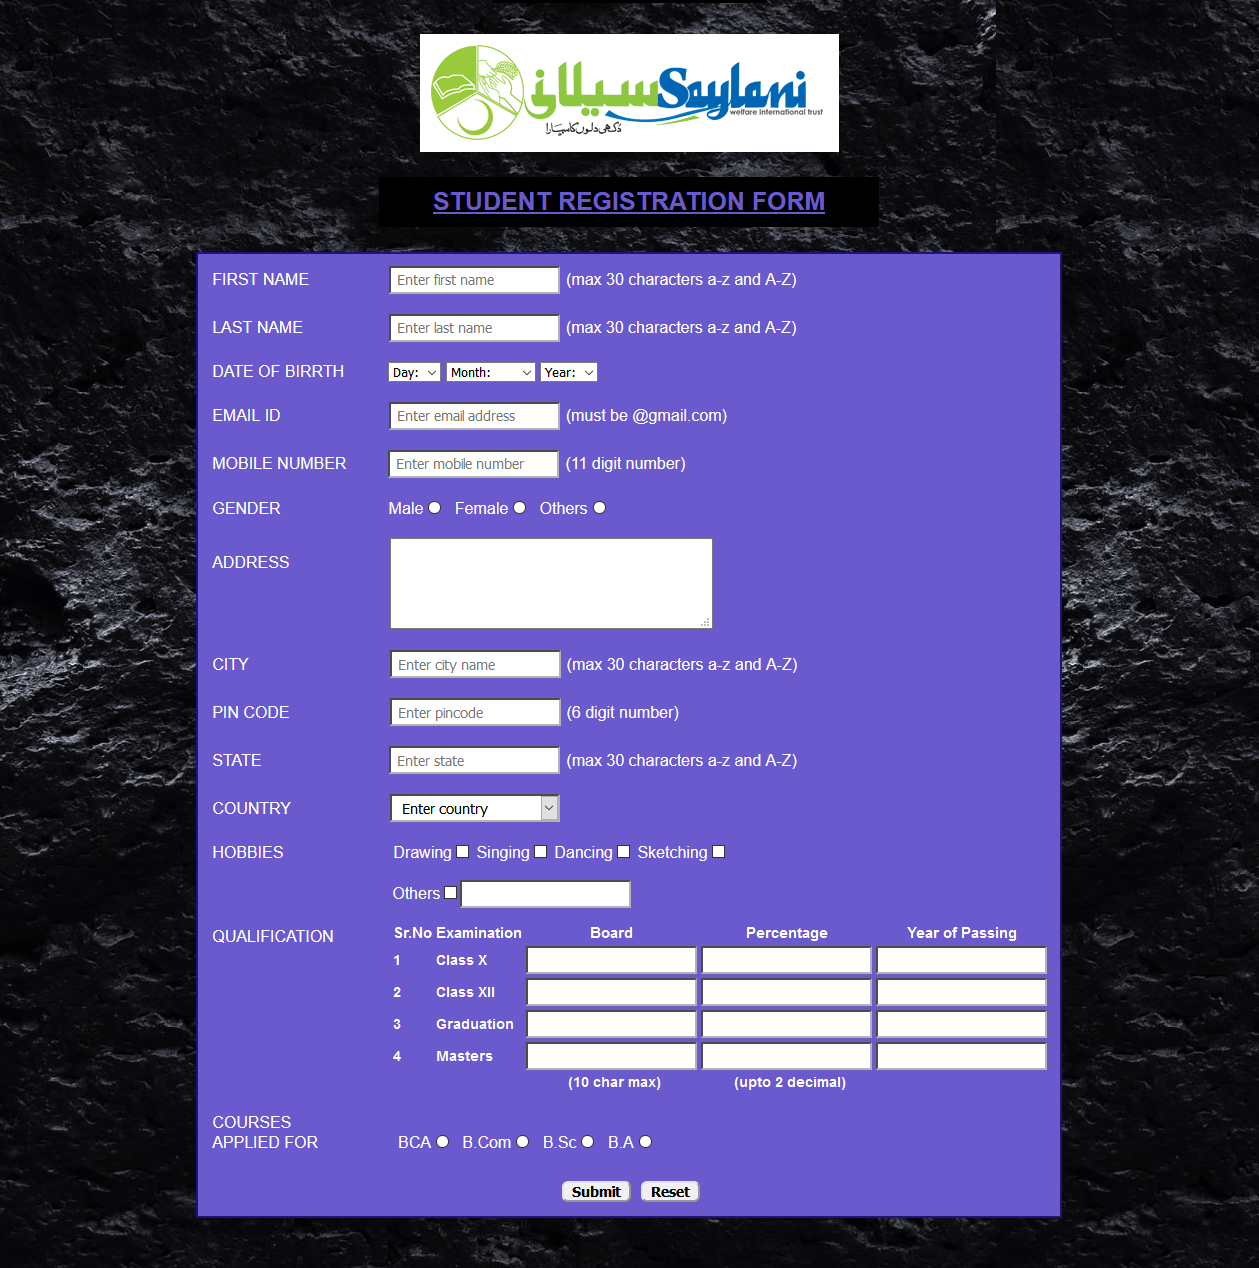 سیلانی Saylani
welfare international trust
دُکھی دلوں کا سہارا
STUDENT REGISTRATION FORM
FIRST NAME Enter first name (max 30 characters a-z and A-Z)
LAST NAME Enter last name (max 30 characters a-z and A-Z)
DATE OF BIRRTH Day: Month: Year:
EMAIL ID Enter email address (must be @gmail.com)
MOBILE NUMBER Enter mobile number (11 digit number)
GENDER Male Female Others
ADDRESS
CITY Enter city name (max 30 characters a-z and A-Z)
PIN CODE Enter pincode (6 digit number)
STATE Enter state (max 30 characters a-z and A-Z)
COUNTRY Enter country
HOBBIES Drawing Singing Dancing Sketching
Others
QUALIFICATION Sr.No Examination Board Percentage Year of Passing
1 Class X
2 Class XII
3 Graduation
4 Masters
(10 char max) (upto 2 decimal)
COURSES
APPLIED FOR BCA B.Com B.Sc B.A
Submit Reset